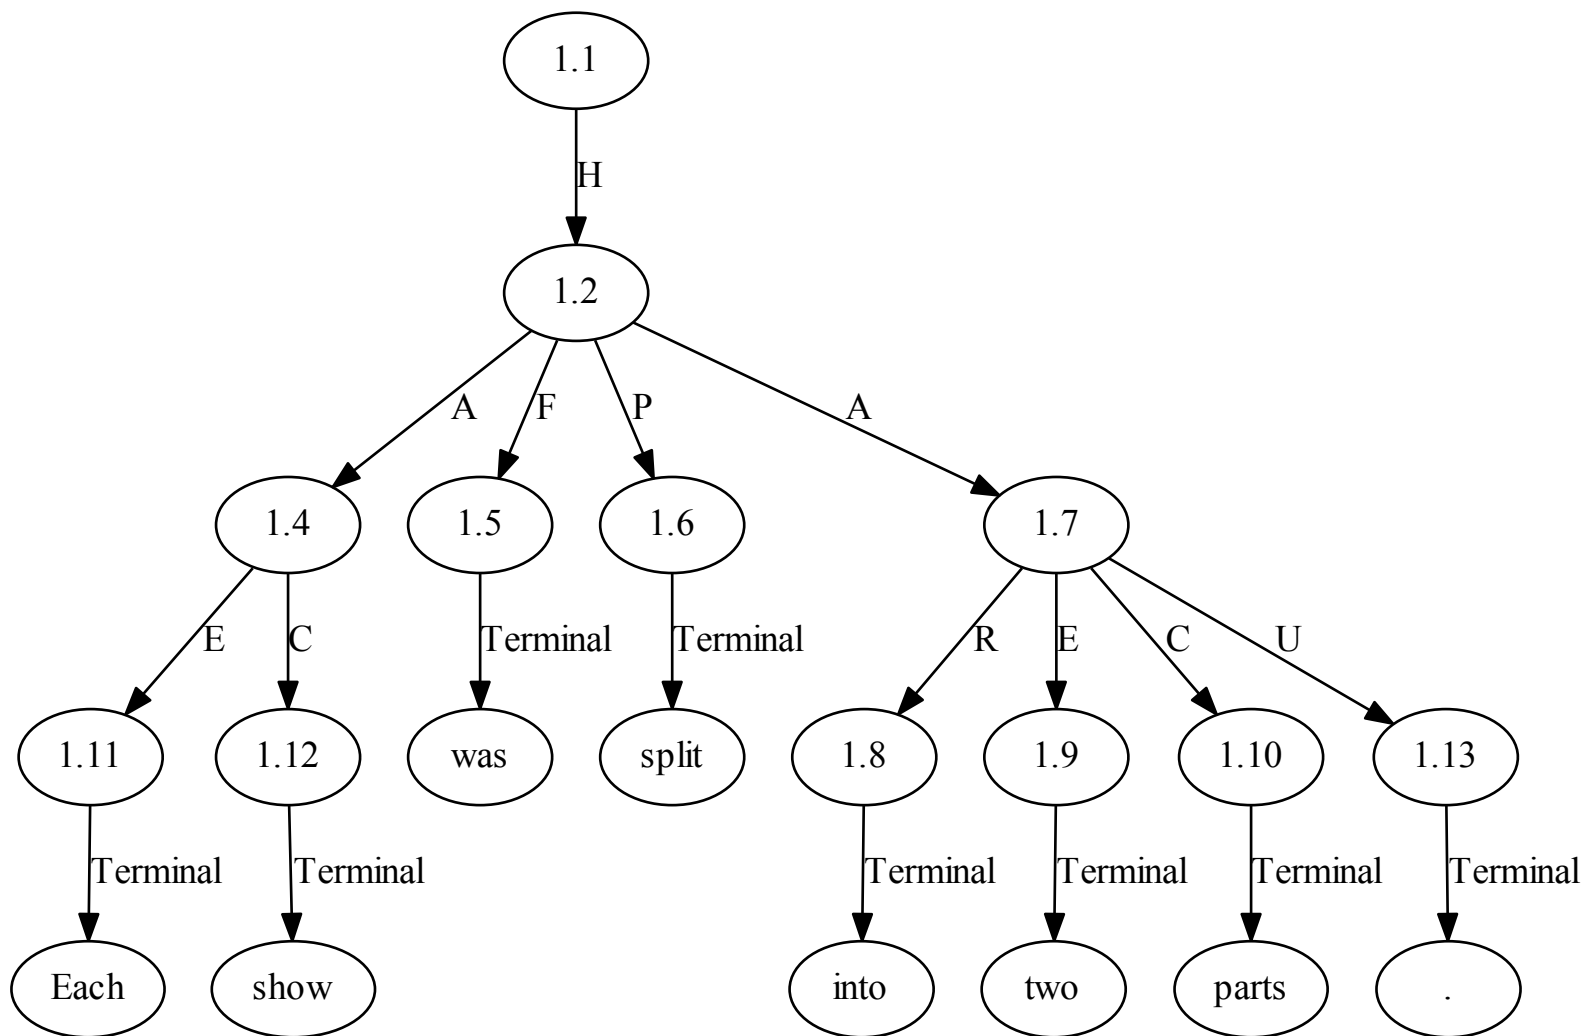 1.1
H
1.2
A F P A
1.4 1.5 1.6 1.7
E C Terminal Terminal R E C U
1.11 1.12 was split 1.8 1.9 1.10 1.13
Terminal Terminal Terminal Terminal Terminal Terminal
Each show into two parts .